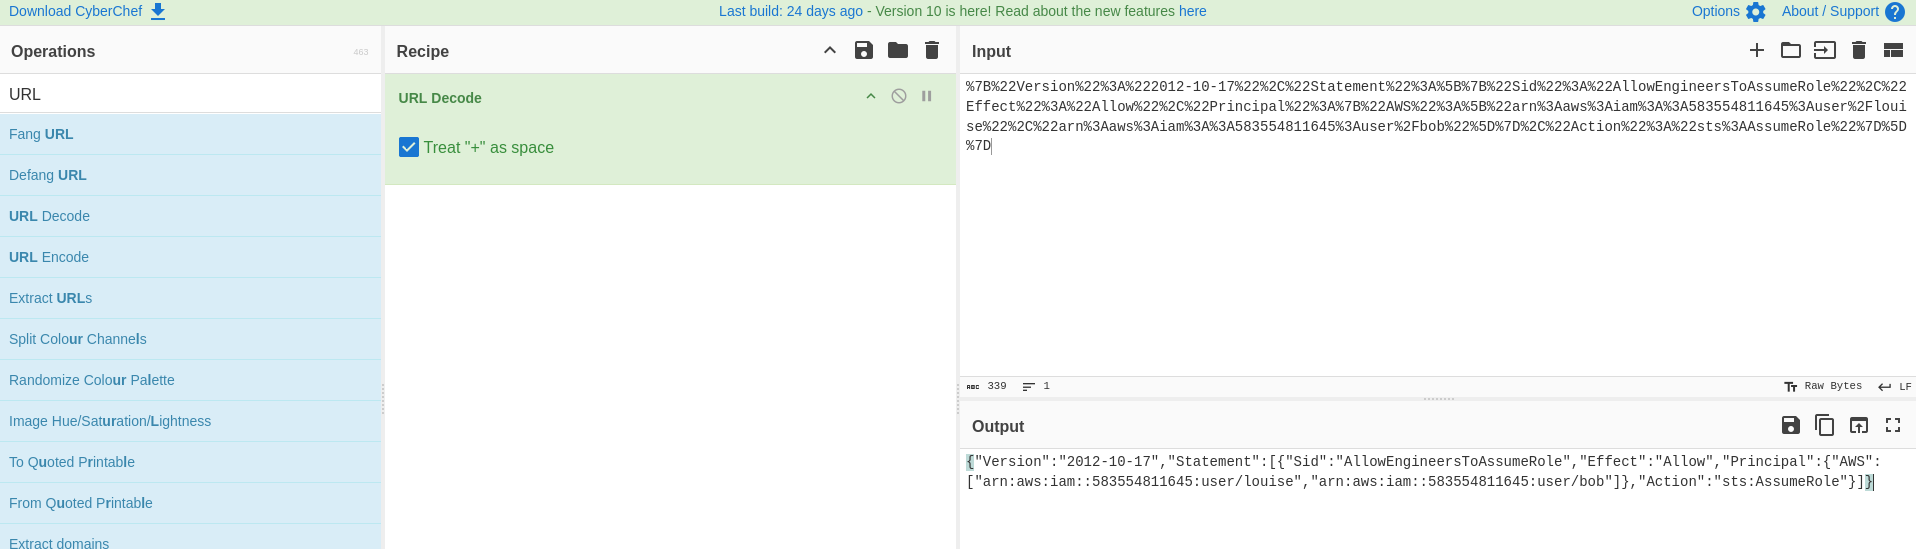 Download CyberChef
Last build: 24 days ago - Version 10 is here! Read about the new features here
Options
About / Support
Operations
463
URL
Fang URL
Defang URL
URL Decode
URL Encode
Extract URLs
Split Colour Channels
Randomize Colour Palette
Image Hue/Saturation/Lightness
To Quoted Printable
From Quoted Printable
Extract domains
Recipe
URL Decode
Treat "+" as space
Input
%7B%22Version%22%3A%222012-10-17%22%2C%22Statement%22%3A%5B%7B%22Sid%22%3A%22AllowEngineersToAssumeRole%22%2C%22
Effect%22%3A%22Allow%22%2C%22Principal%22%3A%7B%22AWS%22%3A%5B%22arn%3Aaws%3Aiam%3A%3A583554811645%3Auser%2Floui
se%22%2C%22arn%3Aaws%3Aiam%3A%3A583554811645%3Auser%2Fbob%22%5D%7D%2C%22Action%22%3A%22sts%3AAssumeRole%22%7D%5D
%7D
ABC 339 1
Raw Bytes LF
Output
{"Version":"2012-10-17","Statement":[{"Sid":"AllowEngineersToAssumeRole","Effect":"Allow","Principal":{"AWS":
["arn:aws:iam::583554811645:user/louise","arn:aws:iam::583554811645:user/bob"]},"Action":"sts:AssumeRole"}]}